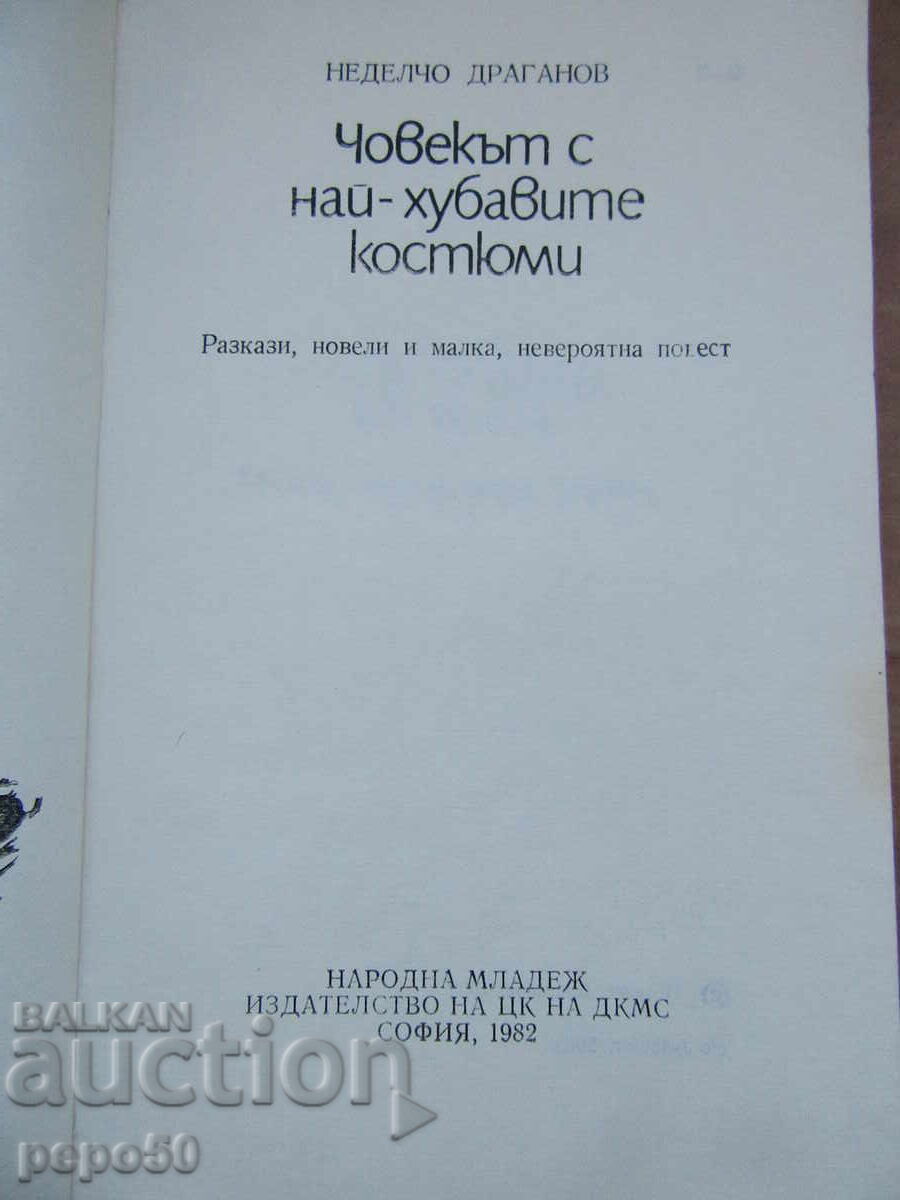 НЕДЕЛЧО ДРАГАНОВ
Човекът с
най-хубавите
костюми
Разкази, новели и малка, невероятна повест
НАРОДНА МЛАДЕЖ
ИЗДАТЕЛСТВО НА ЦК НА ДКМС
СОФИЯ, 1982
BALKAN
auction
pepo50